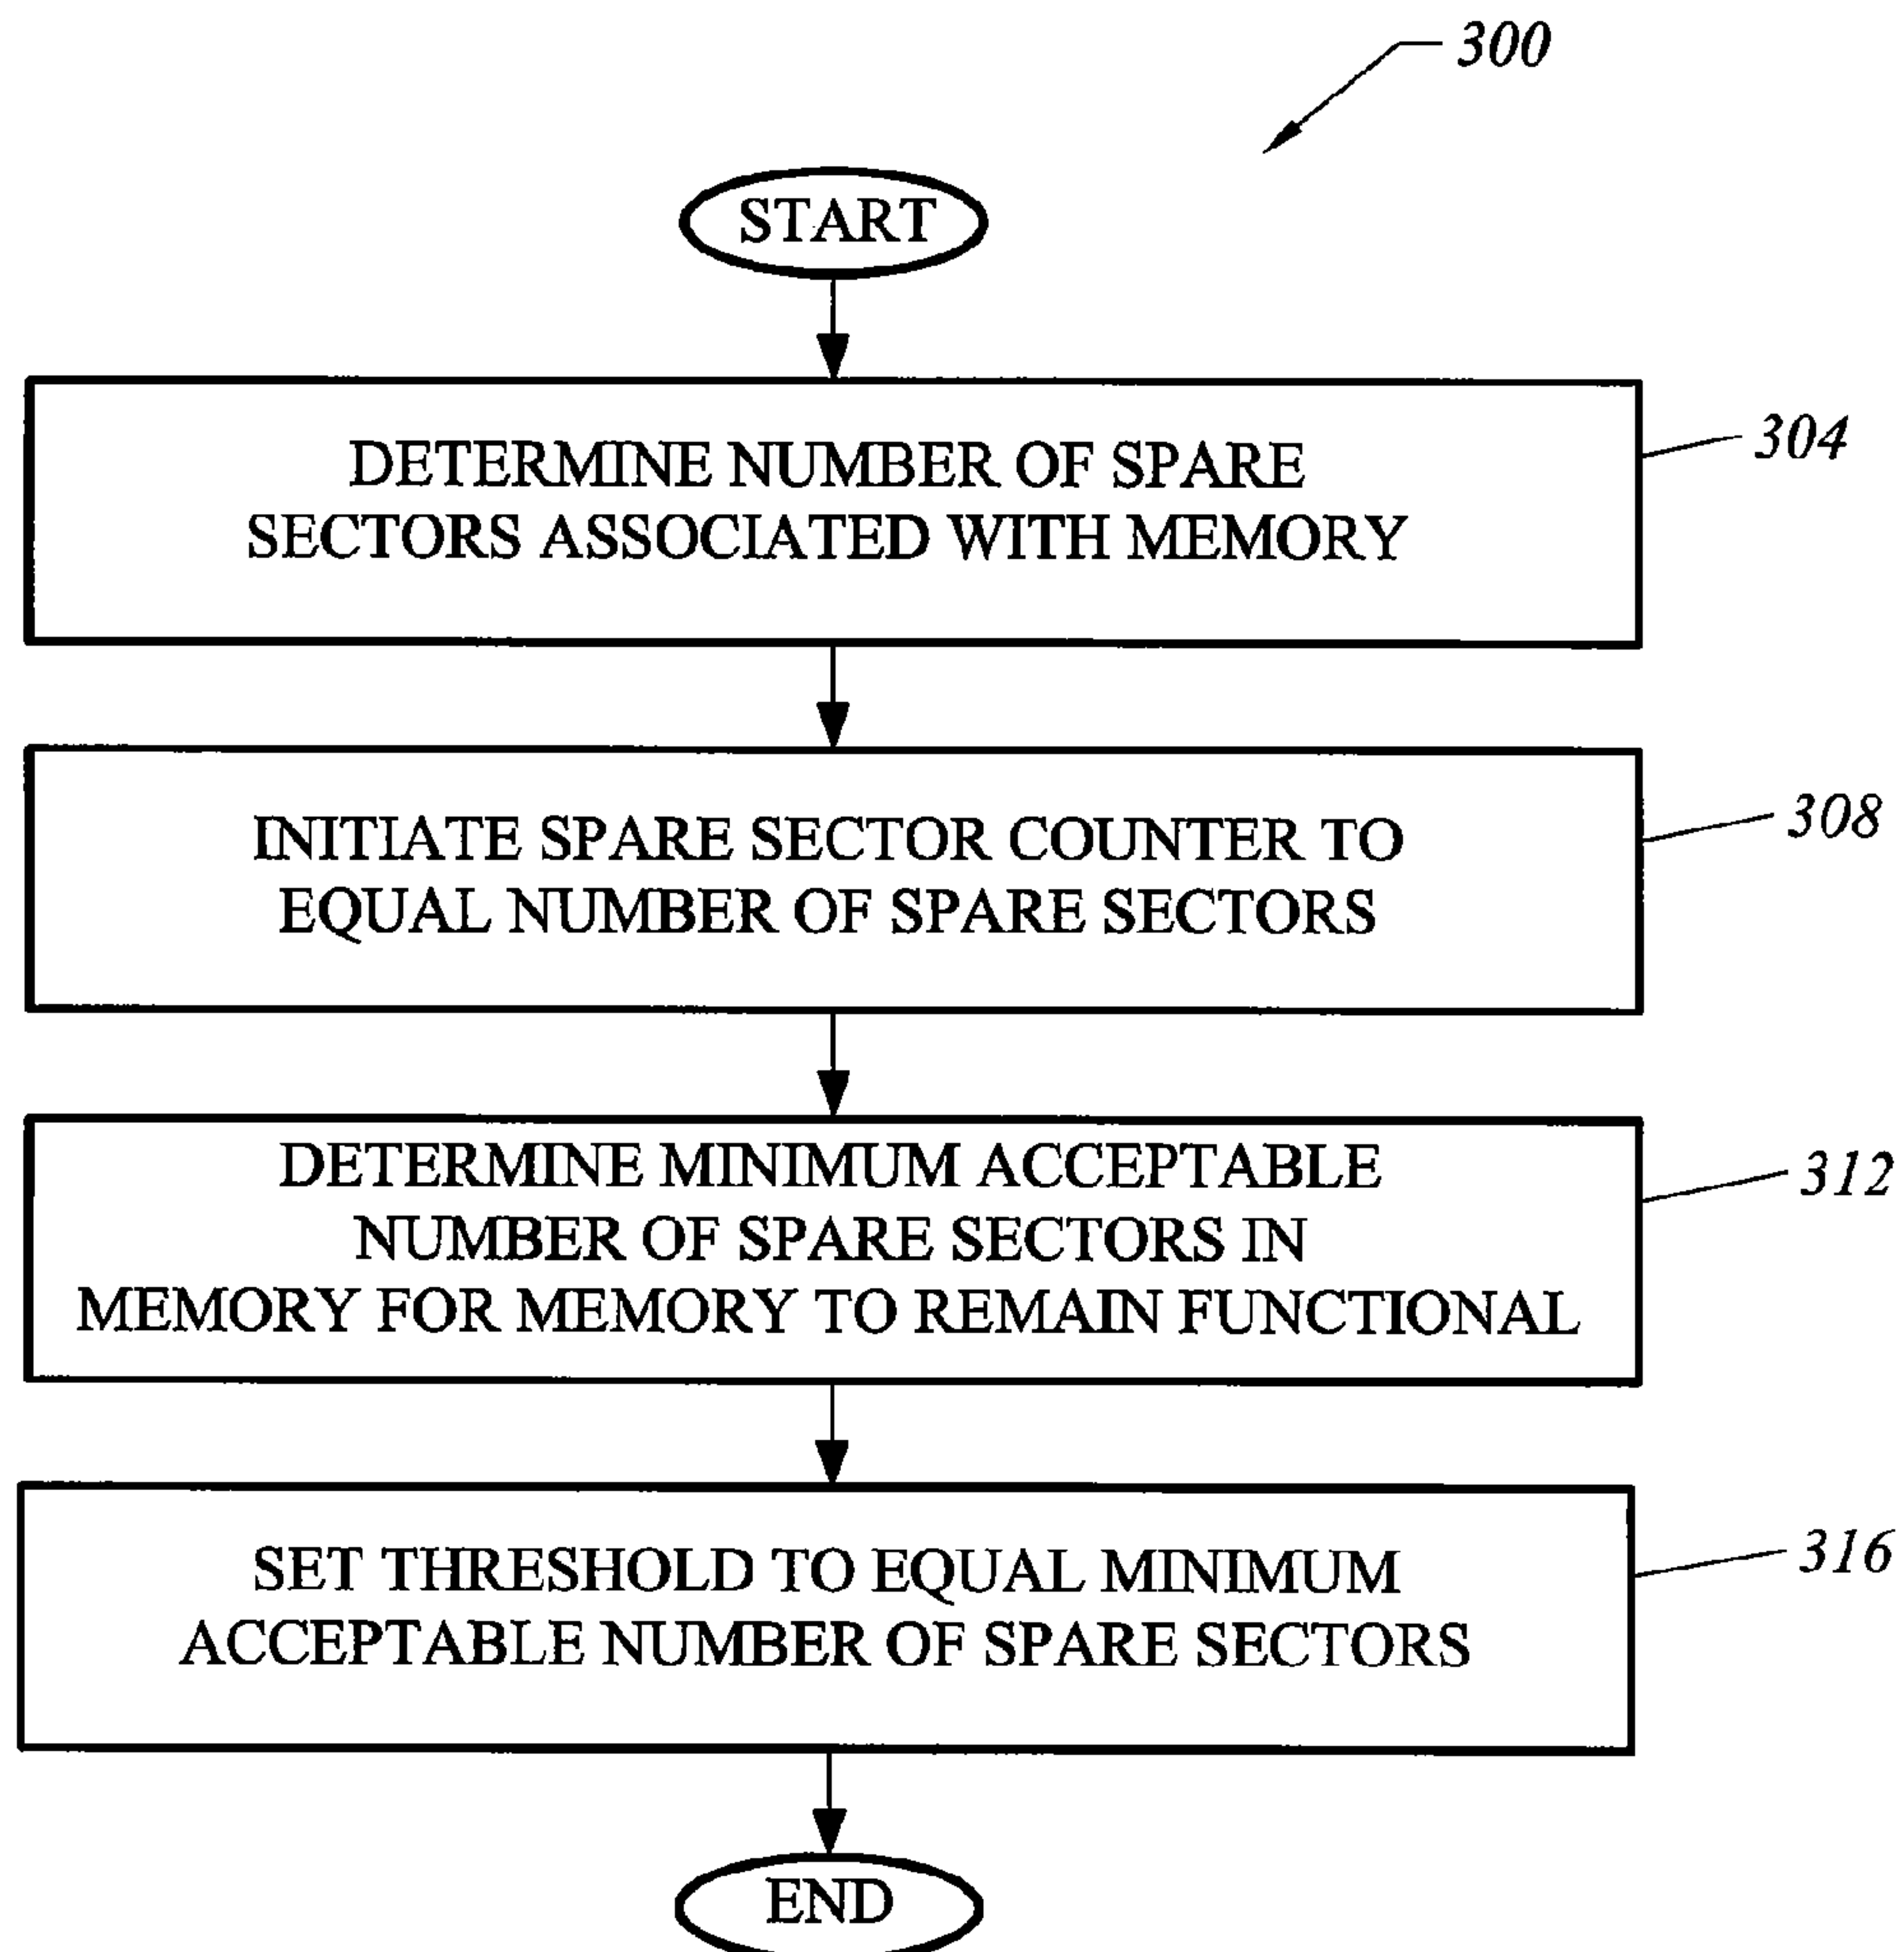 300
START
DETERMINE NUMBER OF SPARE
SECTORS ASSOCIATED WITH MEMORY
304
INITIATE SPARE SECTOR COUNTER TO
EQUAL NUMBER OF SPARE SECTORS
308
DETERMINE MINIMUM ACCEPTABLE
NUMBER OF SPARE SECTORS IN
MEMORY FOR MEMORY TO REMAIN FUNCTIONAL
312
SET THRESHOLD TO EQUAL MINIMUM
ACCEPTABLE NUMBER OF SPARE SECTORS
316
END